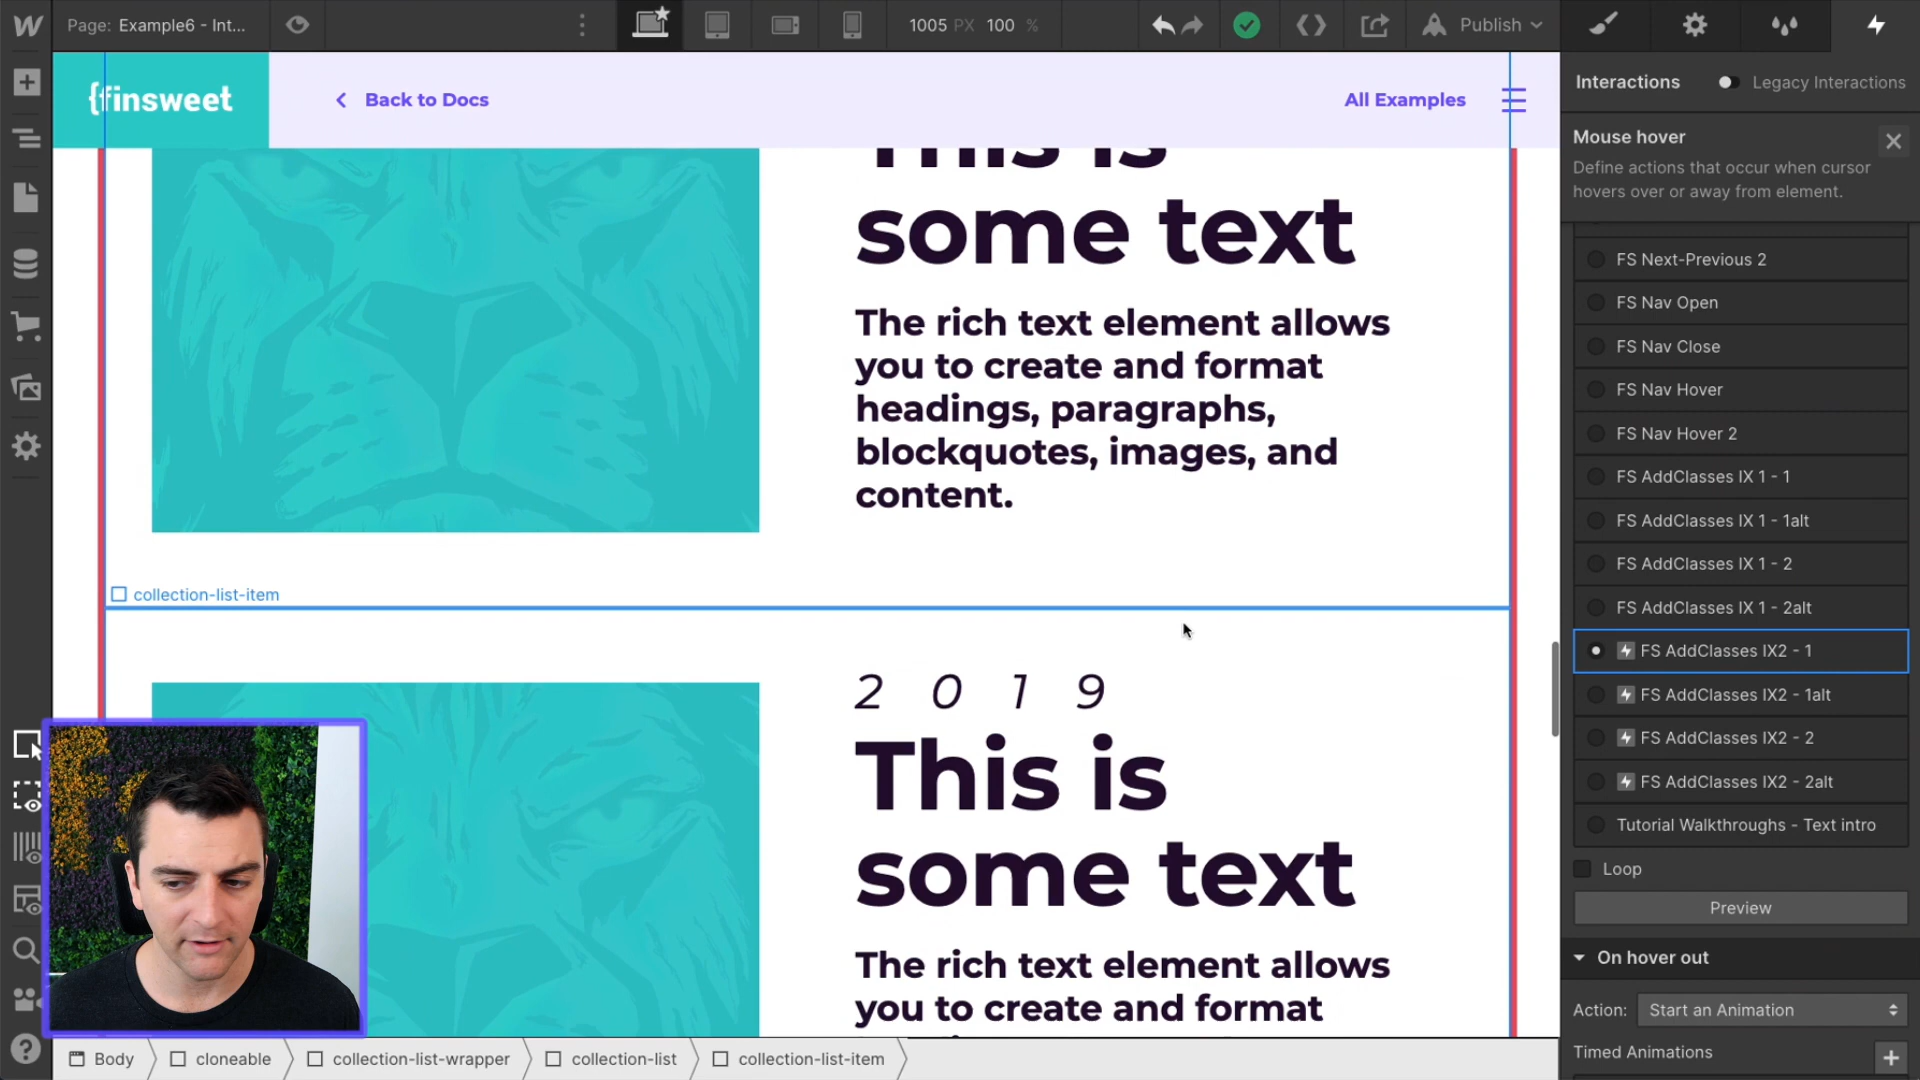 Page: Example6 - Int...
1005 PX 100 %
Publish
{finsweet
Back to Docs
All Examples
This is
some text
The rich text element allows
you to create and format
headings, paragraphs,
blockquotes, images, and
content.
collection-list-item
2 0 1 9
This is
some text
The rich text element allows
you to create and format
Body
cloneable
collection-list-wrapper
collection-list
collection-list-item
Interactions
Legacy Interactions
Mouse hover
Define actions that occur when cursor
hovers over or away from element.
FS Next-Previous 2
FS Nav Open
FS Nav Close
FS Nav Hover
FS Nav Hover 2
FS AddClasses IX 1 - 1
FS AddClasses IX 1 - 1alt
FS AddClasses IX 1 - 2
FS AddClasses IX 1 - 2alt
FS AddClasses IX2 - 1
FS AddClasses IX2 - 1alt
FS AddClasses IX2 - 2
FS AddClasses IX2 - 2alt
Tutorial Walkthroughs - Text intro
Loop
Preview
On hover out
Action: Start an Animation
Timed Animations